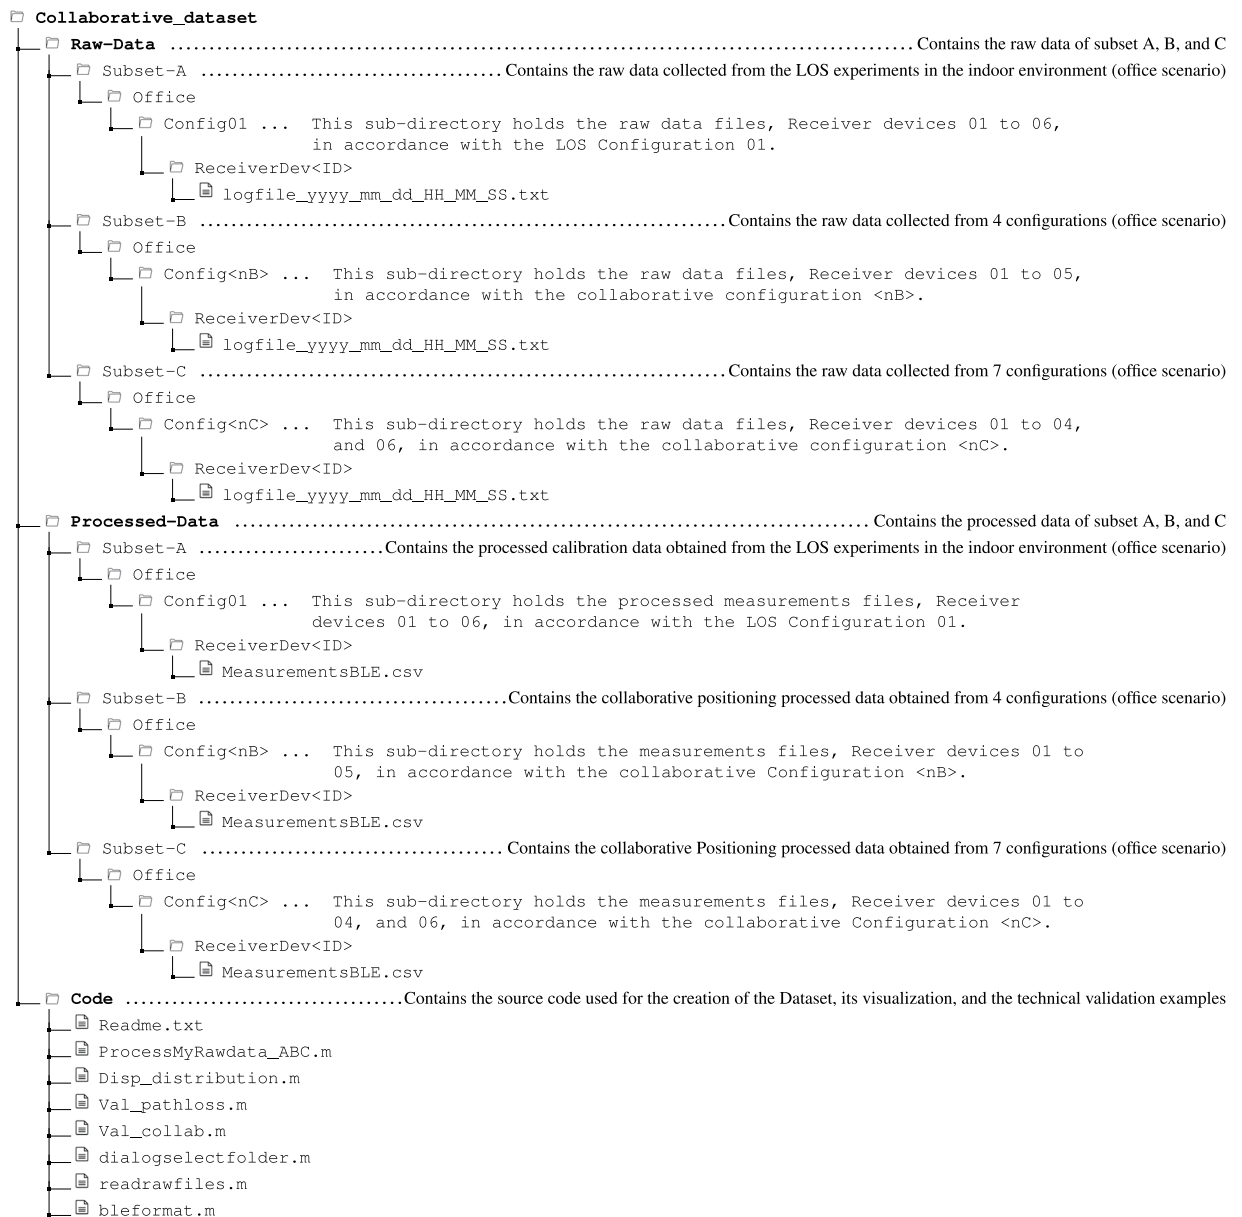 Collaborative_dataset
Raw-Data ........ Contains the raw data of subset A, B, and C
Subset-A ........ Contains the raw data collected from the LOS experiments in the indoor environment (office scenario)
Office
Config01 ... This sub-directory holds the raw data files, Receiver devices 01 to 06,
in accordance with the LOS Configuration 01.
ReceiverDev<ID>
logfile_yyyy_mm_dd_HH_MM_SS.txt
Subset-B ........ Contains the raw data collected from 4 configurations (office scenario)
Office
Config<nB> ... This sub-directory holds the raw data files, Receiver devices 01 to 05,
in accordance with the collaborative configuration <nB>.
ReceiverDev<ID>
logfile_yyyy_mm_dd_HH_MM_SS.txt
Subset-C ........ Contains the raw data collected from 7 configurations (office scenario)
Office
Config<nC> ... This sub-directory holds the raw data files, Receiver devices 01 to 04,
and 06, in accordance with the collaborative configuration <nC>.
ReceiverDev<ID>
logfile_yyyy_mm_dd_HH_MM_SS.txt
Processed-Data ........ Contains the processed data of subset A, B, and C
Subset-A ........ Contains the processed calibration data obtained from the LOS experiments in the indoor environment (office scenario)
Office
Config01 ... This sub-directory holds the processed measurements files, Receiver
devices 01 to 06, in accordance with the LOS Configuration 01.
ReceiverDev<ID>
MeasurementsBLE.csv
Subset-B ........ Contains the collaborative positioning processed data obtained from 4 configurations (office scenario)
Office
Config<nB> ... This sub-directory holds the measurements files, Receiver devices 01 to
05, in accordance with the collaborative Configuration <nB>.
ReceiverDev<ID>
MeasurementsBLE.csv
Subset-C ........ Contains the collaborative Positioning processed data obtained from 7 configurations (office scenario)
Office
Config<nC> ... This sub-directory holds the measurements files, Receiver devices 01 to
04, and 06, in accordance with the collaborative Configuration <nC>.
ReceiverDev<ID>
MeasurementsBLE.csv
Code ........ Contains the source code used for the creation of the Dataset, its visualization, and the technical validation examples
Readme.txt
ProcessMyRawdata_ABC.m
Disp_distribution.m
Val_pathloss.m
Val_collab.m
dialogselectfolder.m
readrawfiles.m
bleformat.m